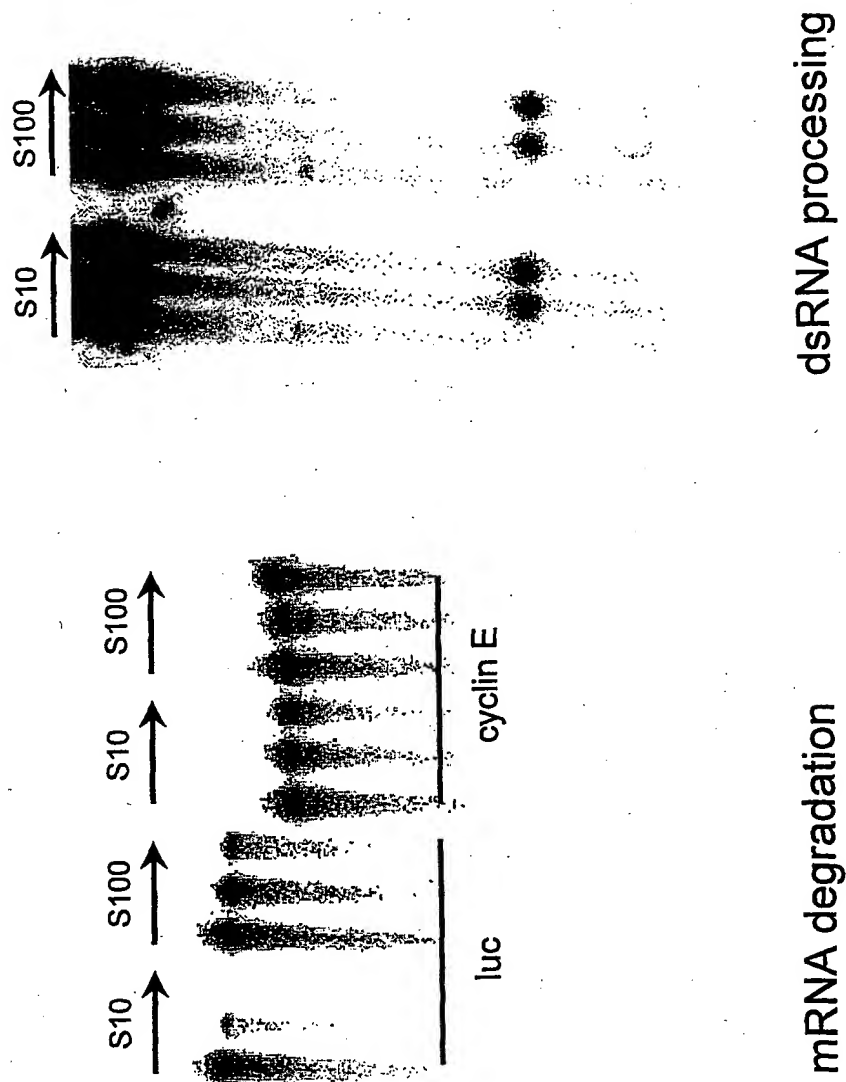 S10
S100
S10
S100
luc
cyclin E
mRNA degradation
S10
S100
dsRNA processing